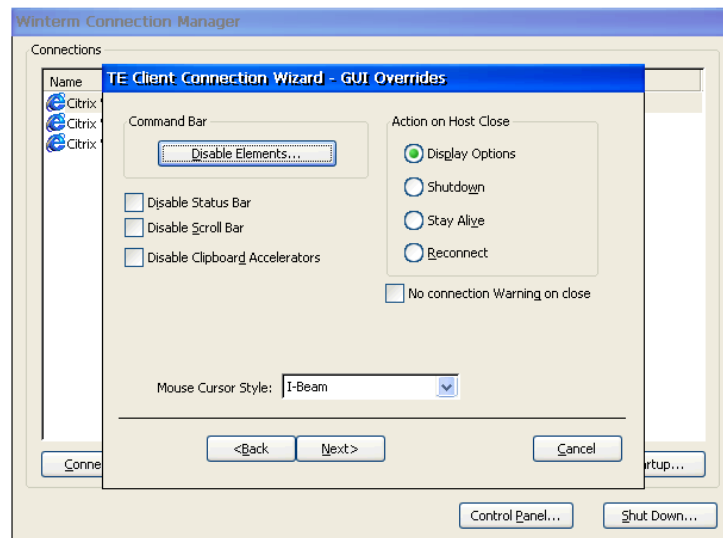 Winterm Connection Manager
Connections
Name
Citrix
Citrix
Citrix
TE Client Connection Wizard - GUI Overrides
Command Bar
Disable Elements...
Disable Status Bar
Disable Scroll Bar
Disable Clipboard Accelerators
Action on Host Close
Display Options
Shutdown
Stay Alive
Reconnect
No connection Warning on close
Mouse Cursor Style: I-Beam
<Back Next> Cancel
Conne rtup...
Control Panel... Shut Down...